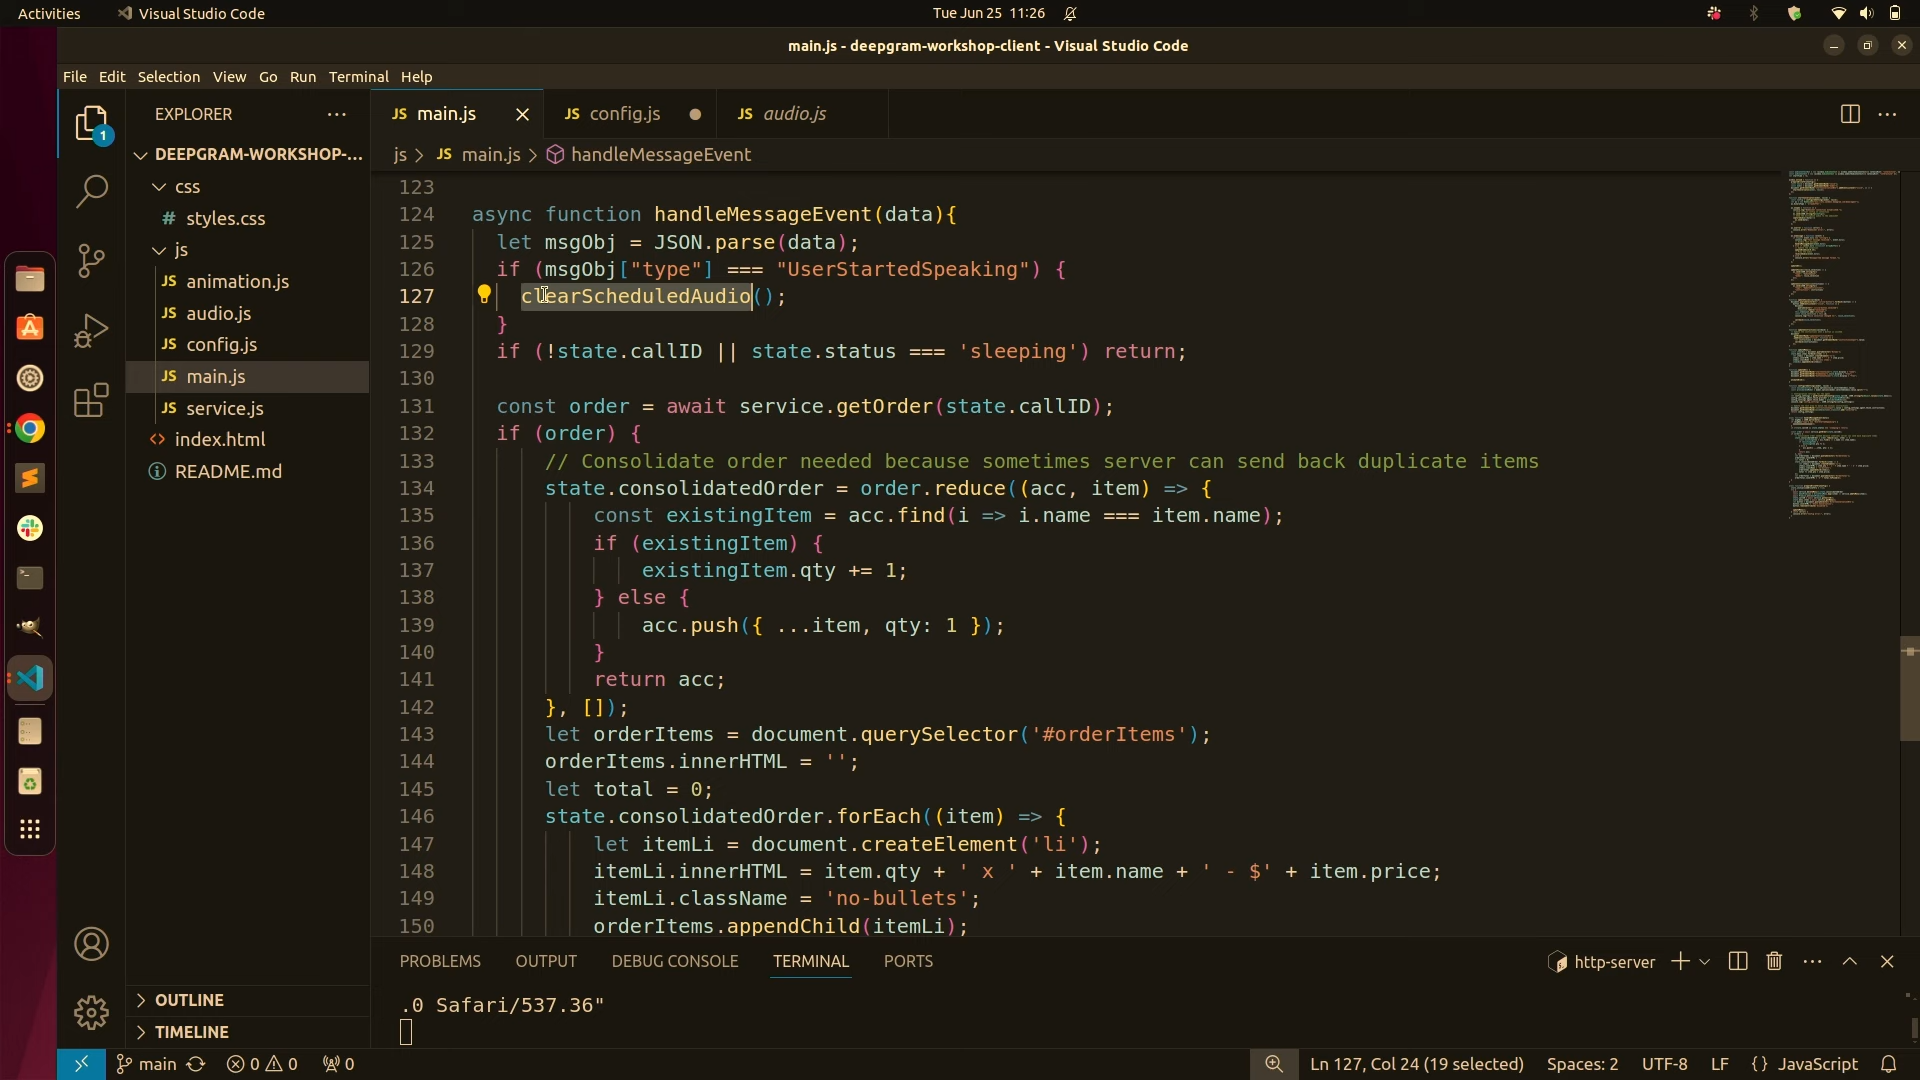 Activities
Visual Studio Code
Tue Jun 25 11:26
main.js - deepgram-workshop-client - Visual Studio Code
File Edit Selection View Go Run Terminal Help
1
EXPLORER
DEEPGRAM-WORKSHOP-...
css
# styles.css
js
JS animation.js
JS audio.js
JS config.js
JS main.js
JS service.js
<> index.html
README.md
OUTLINE
TIMELINE
JS main.js
JS config.js
JS audio.js
js > JS main.js > handleMessageEvent
123
124 async function handleMessageEvent(data){
125 let msgObj = JSON.parse(data);
126 if (msgObj["type"] === "UserStartedSpeaking") {
127 clearScheduledAudio();
128 }
129 if (!state.callID || state.status === 'sleeping') return;
130
131 const order = await service.getOrder(state.callID);
132 if (order) {
133 // Consolidate order needed because sometimes server can send back duplicate items
134 state.consolidatedOrder = order.reduce((acc, item) => {
135 const existingItem = acc.find(i => i.name === item.name);
136 if (existingItem) {
137 existingItem.qty += 1;
138 } else {
139 acc.push({ ...item, qty: 1 });
140 }
141 return acc;
142 }, []);
143 let orderItems = document.querySelector('#orderItems');
144 orderItems.innerHTML = '';
145 let total = 0;
146 state.consolidatedOrder.forEach((item) => {
147 let itemLi = document.createElement('li');
148 itemLi.innerHTML = item.qty + ' x ' + item.name + ' - $' + item.price;
149 itemLi.className = 'no-bullets';
150 orderItems.appendChild(itemLi);
PROBLEMS OUTPUT DEBUG CONSOLE TERMINAL PORTS
http-server
.0 Safari/537.36"
main 0 0 0
Ln 127, Col 24 (19 selected) Spaces: 2 UTF-8 LF {} JavaScript